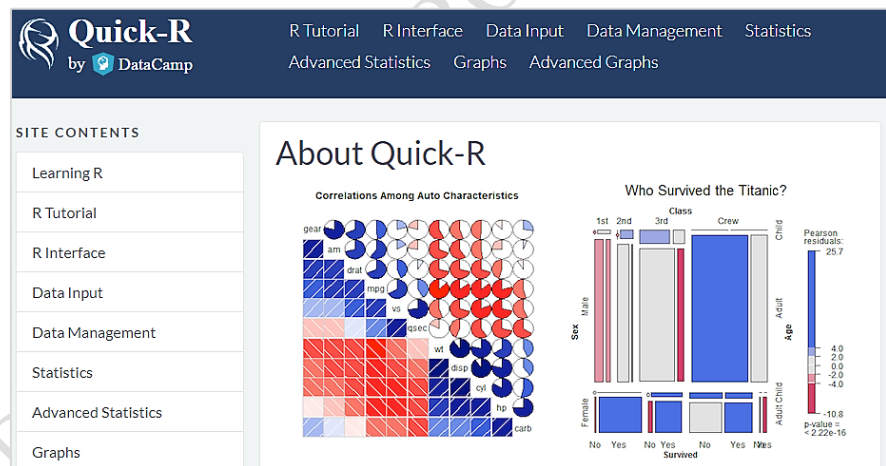 Quick-R
by DataCamp
R Tutorial R Interface Data Input Data Management Statistics
Advanced Statistics Graphs Advanced Graphs
SITE CONTENTS
Learning R
R Tutorial
R Interface
Data Input
Data Management
Statistics
Advanced Statistics
Graphs
About Quick-R
Correlations Among Auto Characteristics
gear
am
drat
mpg
vs
qsec
wt
disp
cyl
hp
carb
Who Survived the Titanic?
Class
1st 2nd 3rd Crew
Sex
Male
Female
Child
Adult
Age
Adult Child
No Yes No Yes No Yes
Survived
Pearson
residuals:
25.7
4.0
2.0
0.0
-2.0
-4.0
-10.8
p-value =
< 2.22e-16